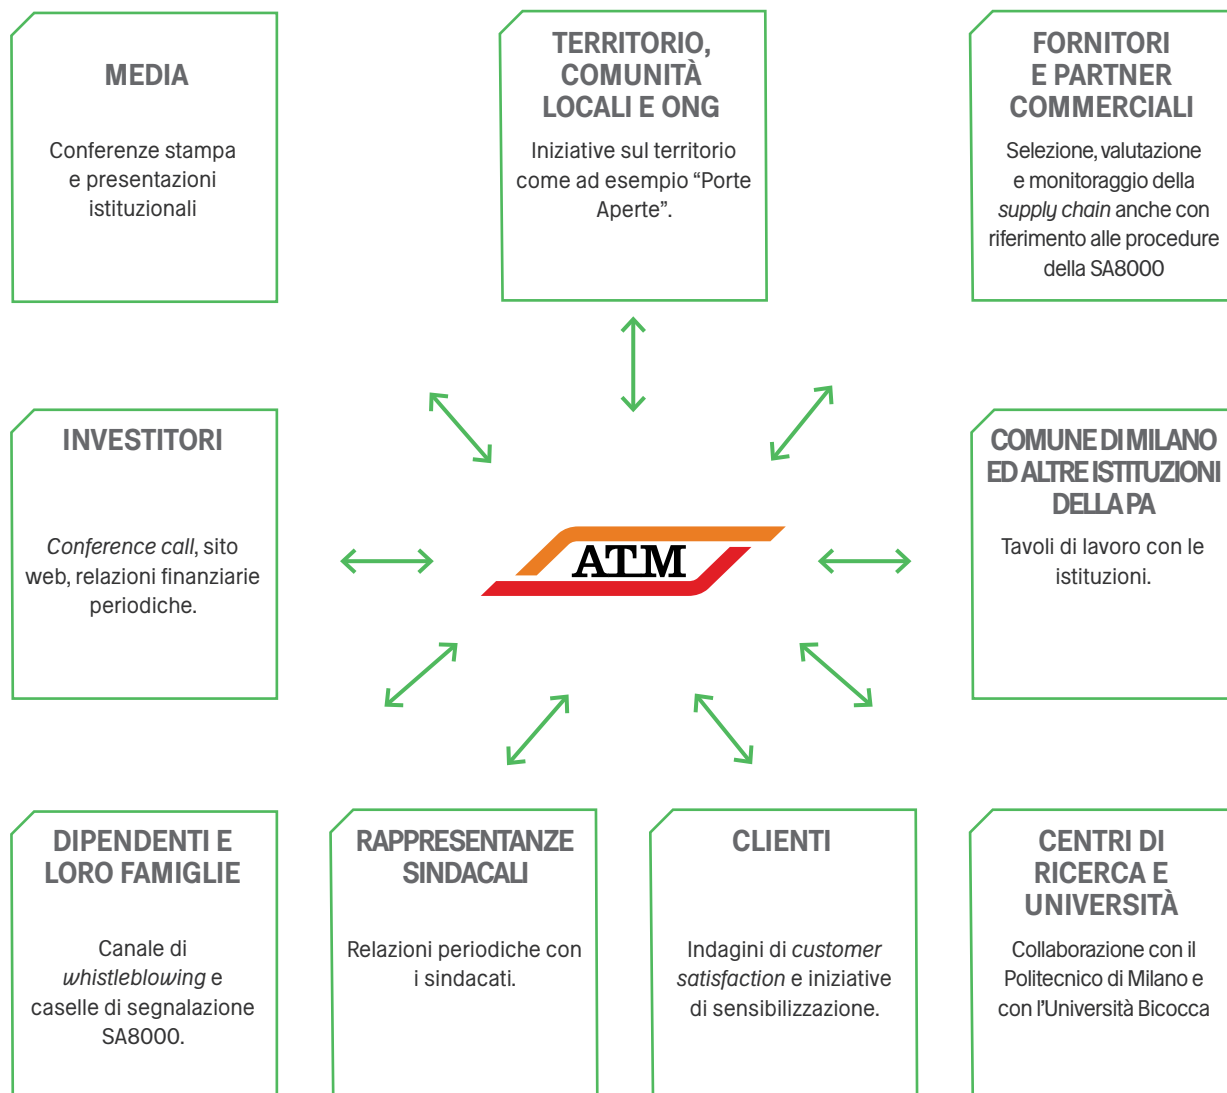 MEDIA
Conferenze stampa
e presentazioni
istituzionali
TERRITORIO,
COMUNITÀ
LOCALI E ONG
Iniziative sul territorio
come ad esempio “Porte
Aperte”.
FORNITORI
E PARTNER
COMMERCIALI
Selezione, valutazione
e monitoraggio della
supply chain anche con
riferimento alle procedure
della SA8000
INVESTITORI
Conference call, sito
web, relazioni finanziarie
periodiche.
ATM
COMUNE DI MILANO
ED ALTRE ISTITUZIONI
DELLA PA
Tavoli di lavoro con le
istituzioni.
DIPENDENTI E
LORO FAMIGLIE
Canale di
whistleblowing e
caselle di segnalazione
SA8000.
RAPPRESENTANZE
SINDACALI
Relazioni periodiche con
i sindacati.
CLIENTI
Indagini di customer
satisfaction e iniziative
di sensibilizzazione.
CENTRI DI
RICERCA E
UNIVERSITÀ
Collaborazione con il
Politecnico di Milano e
con l’Università Bicocca